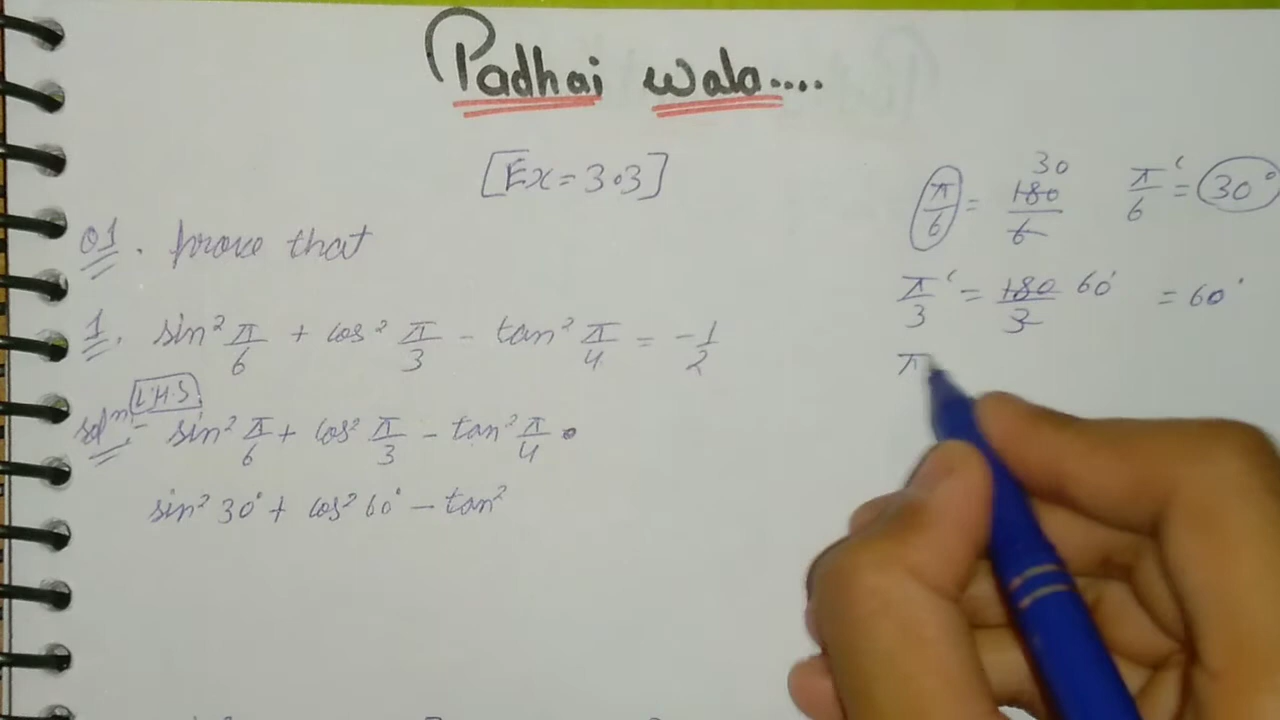 Padhai wala....
[Ex = 3.3]
Q1. prove that
1. sin² π/6 + cos² π/3 - tan² π/4 = -1/2
L.H.S
solⁿ:- sin² π/6 + cos² π/3 - tan² π/4
sin² 30° + cos² 60° - tan²
π/6 = 180/6 30 π/6 = 30°
π/3 = 180/3 60° = 60°
π